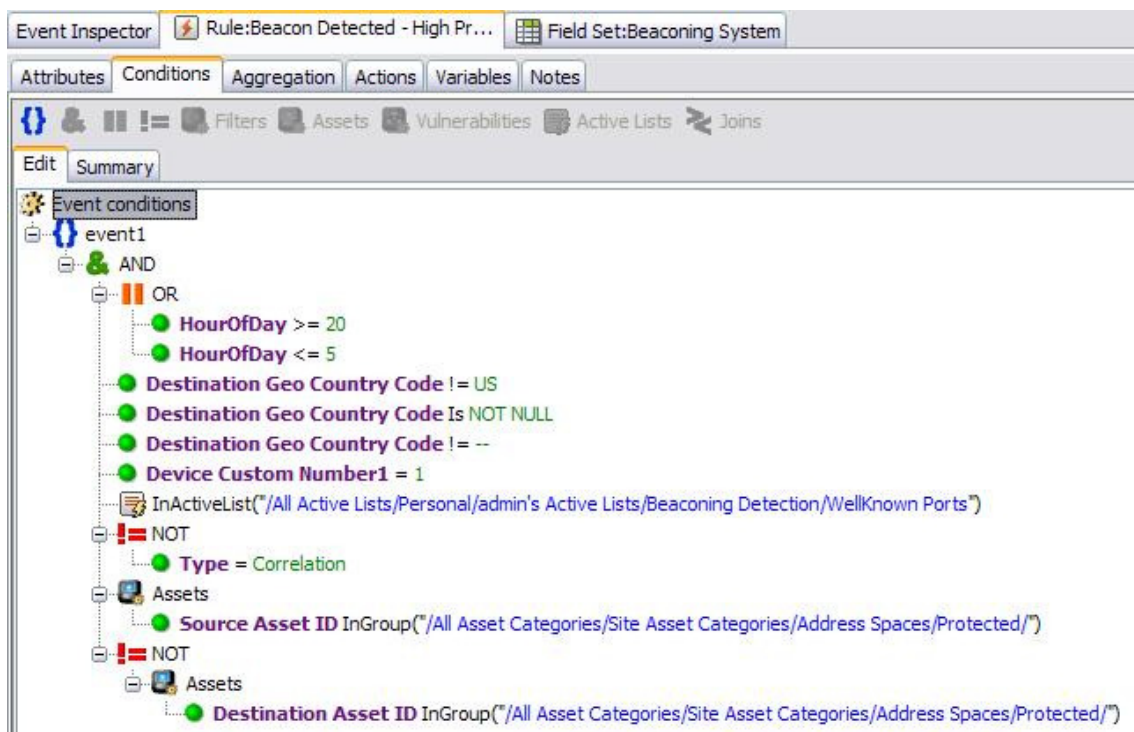 Event Inspector Rule:Beacon Detected - High Pr... Field Set:Beaconing System
Attributes Conditions Aggregation Actions Variables Notes
{} & != Filters Assets Vulnerabilities Active Lists Joins
Edit Summary
Event conditions
{} event1
& AND
OR
HourOfDay >= 20
HourOfDay <= 5
Destination Geo Country Code != US
Destination Geo Country Code Is NOT NULL
Destination Geo Country Code != --
Device Custom Number1 = 1
InActiveList("/All Active Lists/Personal/admin's Active Lists/Beaconing Detection/WellKnown Ports")
!= NOT
Type = Correlation
Assets
Source Asset ID InGroup("/All Asset Categories/Site Asset Categories/Address Spaces/Protected/")
!= NOT
Assets
Destination Asset ID InGroup("/All Asset Categories/Site Asset Categories/Address Spaces/Protected/")